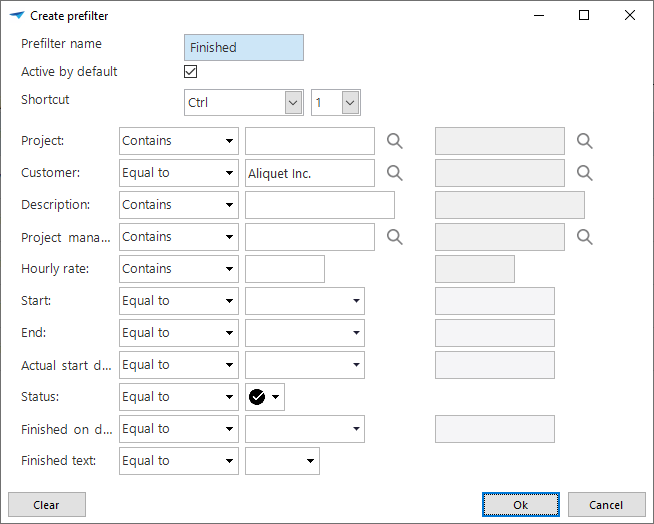 Create prefilter
Prefilter name Finished
Active by default
Shortcut Ctrl 1
Project: Contains
Customer: Equal to Aliquet Inc.
Description: Contains
Project mana... Contains
Hourly rate: Contains
Start: Equal to
End: Equal to
Actual start d... Equal to
Status: Equal to
Finished on d... Equal to
Finished text: Equal to
Clear Ok Cancel